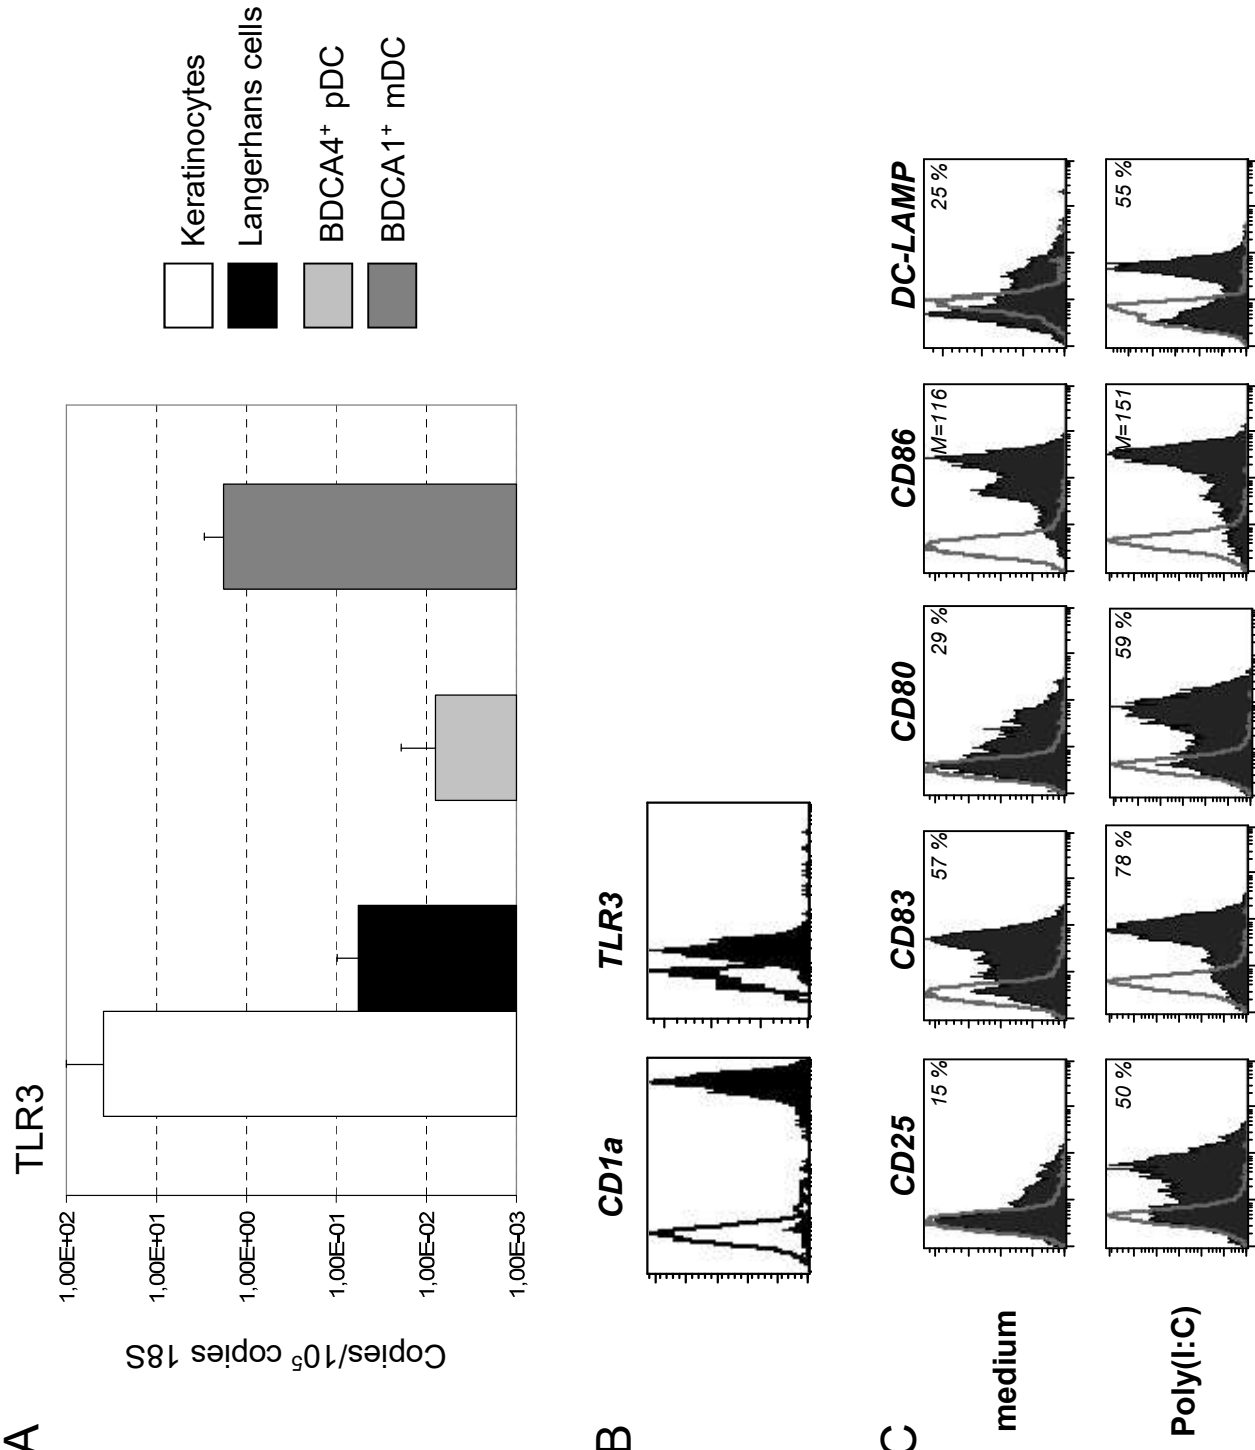 A
TLR3
Copies/10⁵ copies 18S
1,00E+02
1,00E+01
1,00E+00
1,00E-01
1,00E-02
1,00E-03
Keratinocytes
Langerhans cells
BDCA4⁺ pDC
BDCA1⁺ mDC
B
CD1a
TLR3
C
CD25
CD83
CD80
CD86
DC-LAMP
medium
15 %
57 %
29 %
M=116
25 %
Poly(I:C)
50 %
78 %
59 %
M=151
55 %